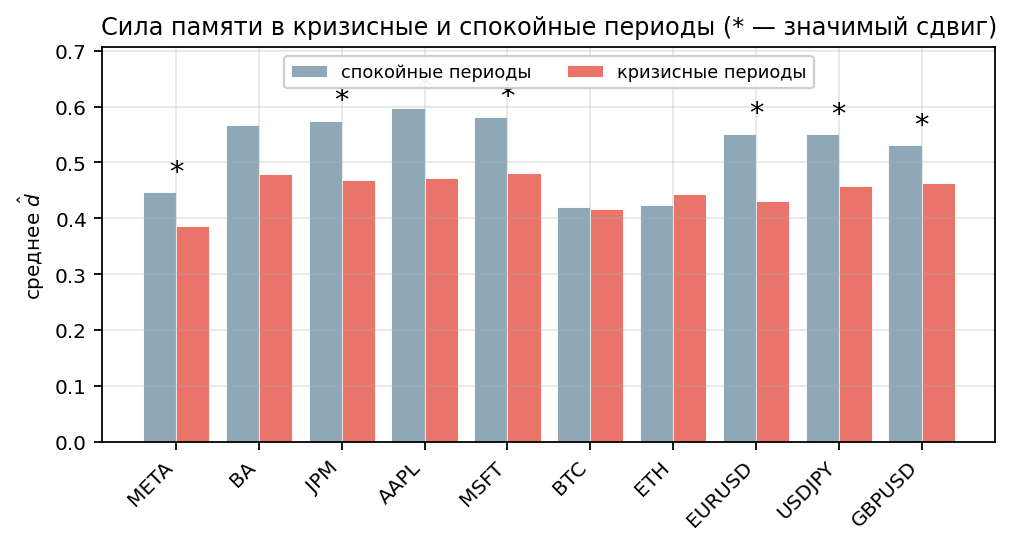 Сила памяти в кризисные и спокойные периоды (* — значимый сдвиг)
спокойные периоды кризисные периоды
среднее d̂
0.7
0.6
0.5
0.4
0.3
0.2
0.1
0.0
* * * * * *
META BA JPM AAPL MSFT BTC ETH EURUSD USDJPY GBPUSD